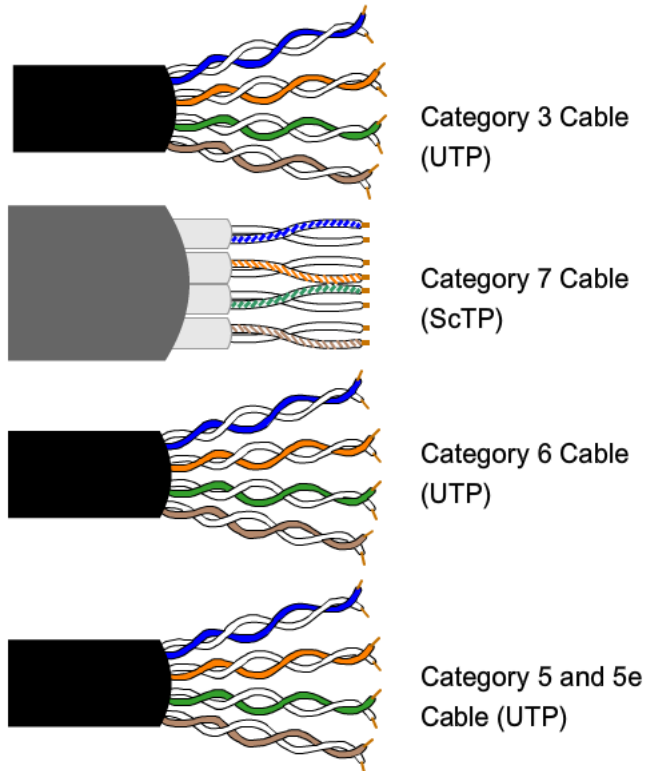 Category 3 Cable
(UTP)
Category 7 Cable
(ScTP)
Category 6 Cable
(UTP)
Category 5 and 5e
Cable (UTP)